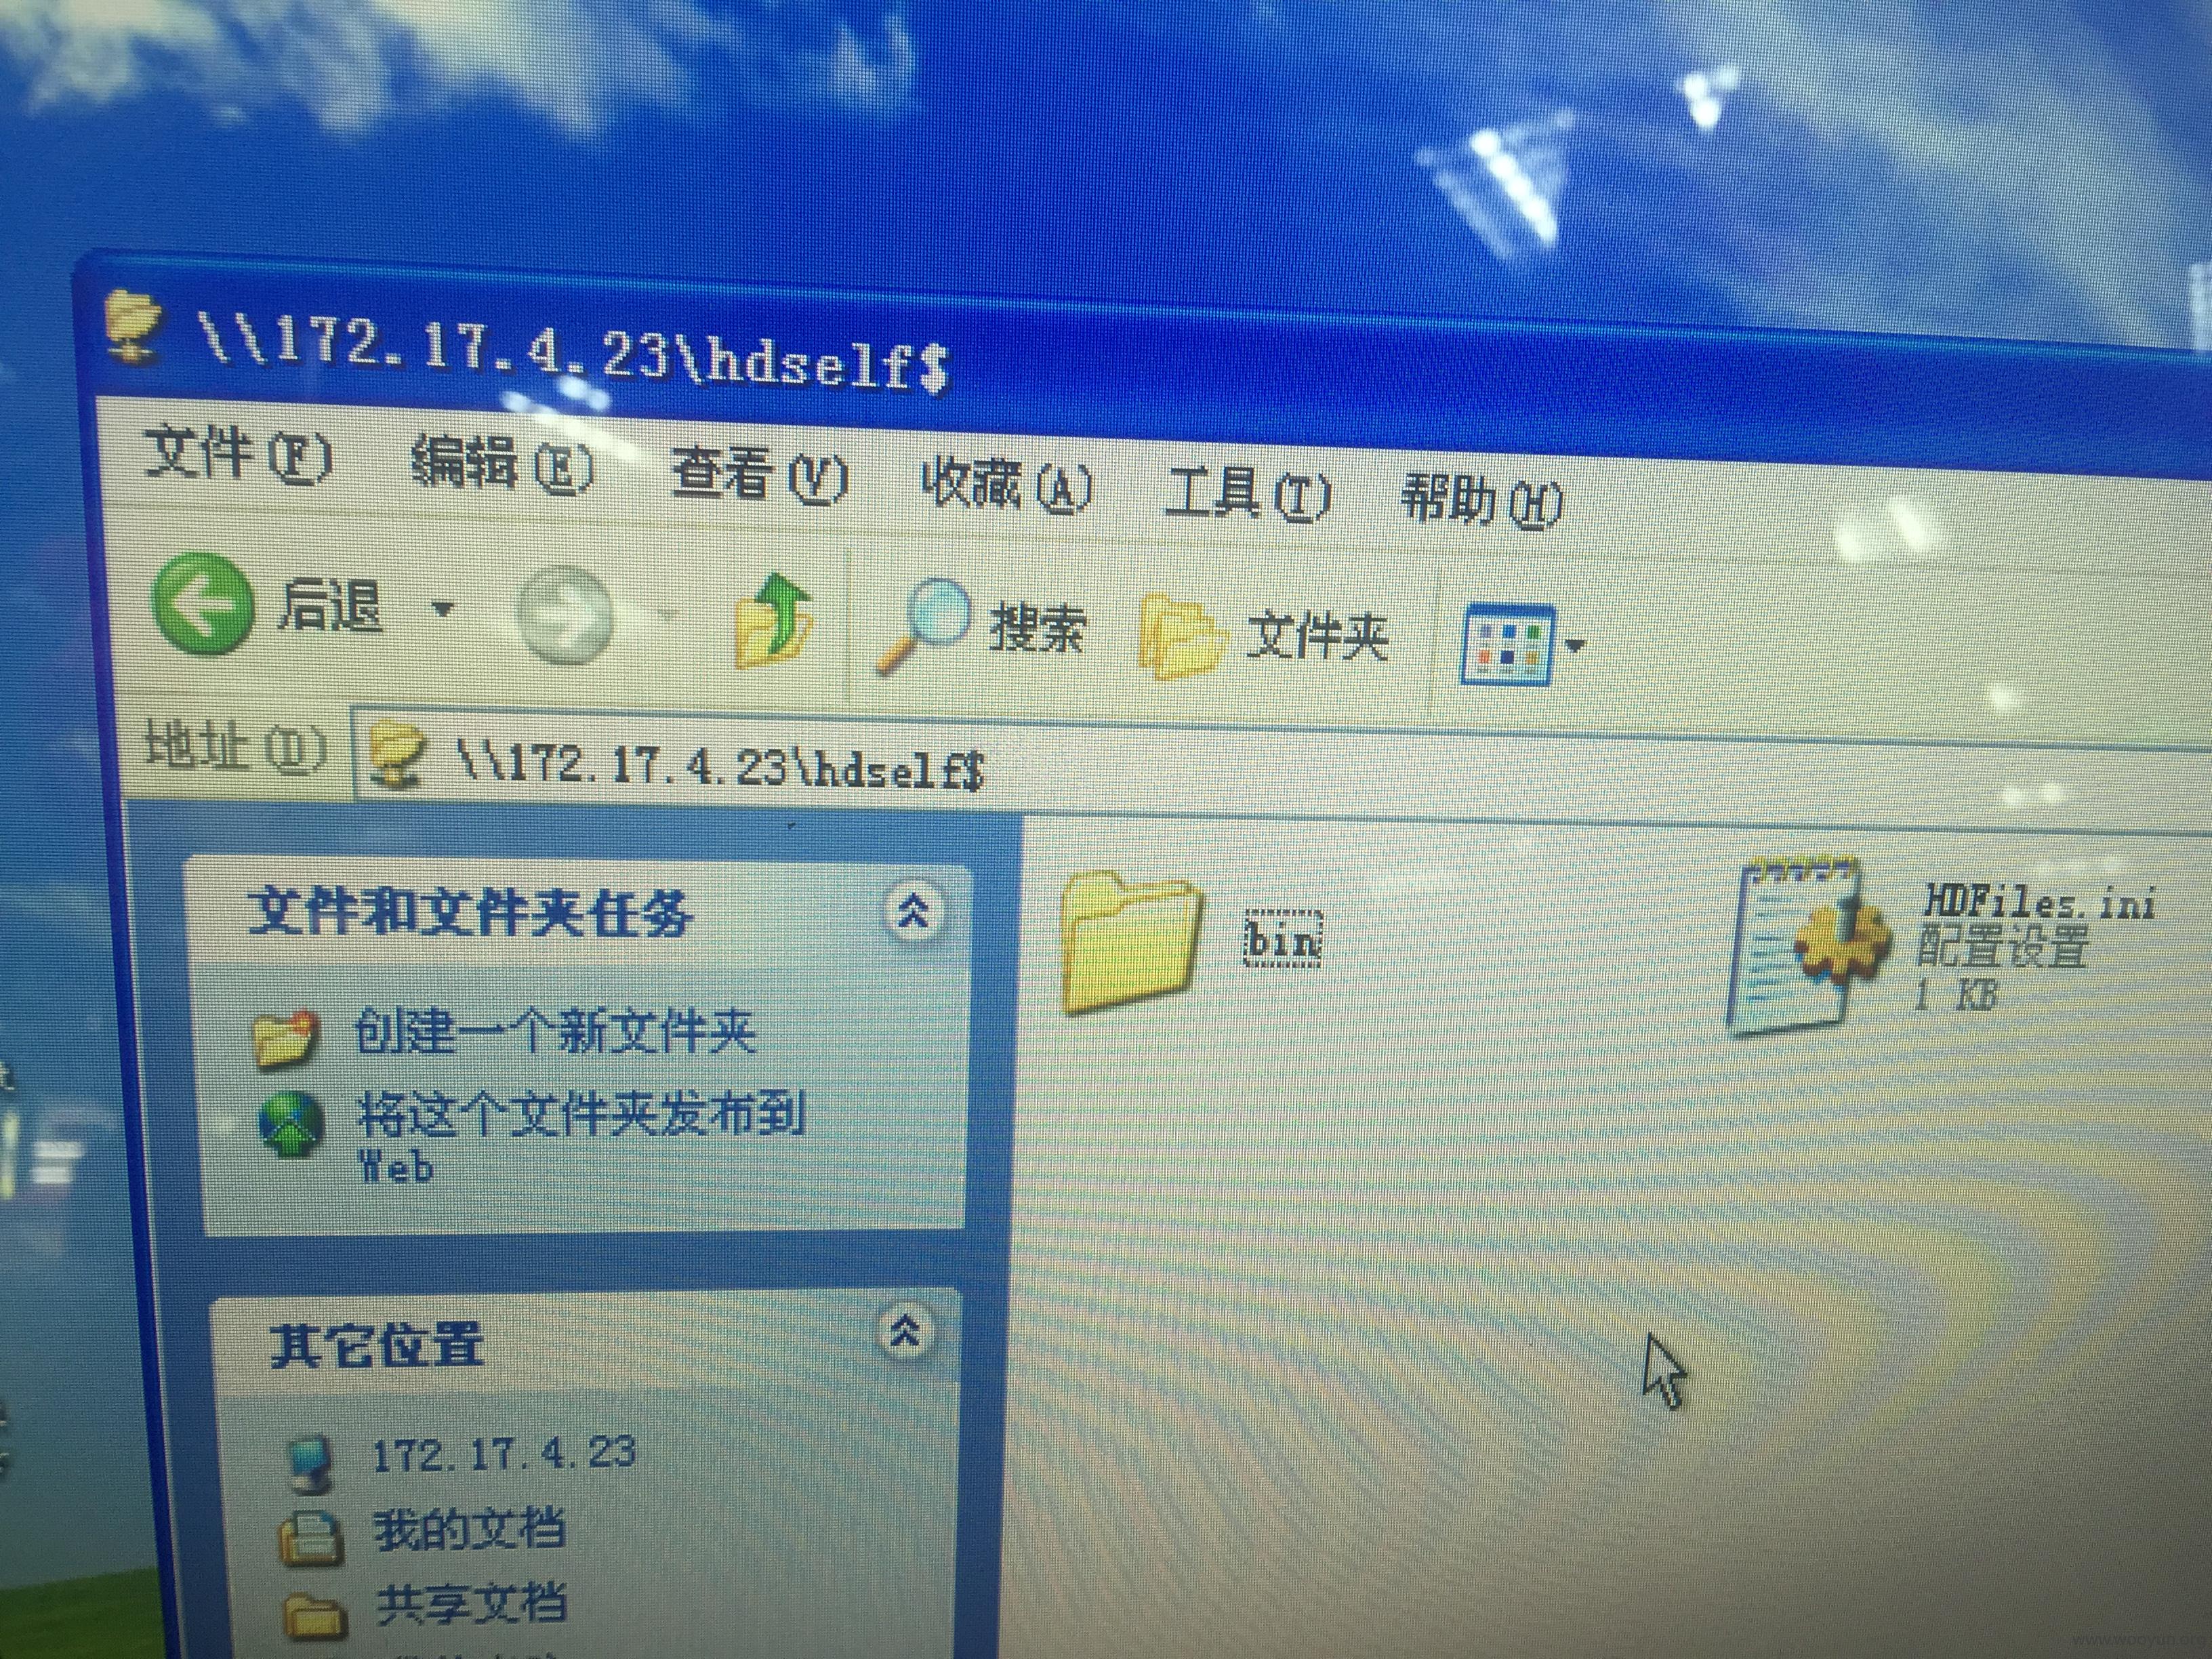 \\172.17.4.23\hdself$
文件(F) 编辑(E) 查看(V) 收藏(A) 工具(T) 帮助(H)
后退 搜索 文件夹
地址(D) \\172.17.4.23\hdself$
文件和文件夹任务
创建一个新文件夹
将这个文件夹发布到
Web
其它位置
172.17.4.23
我的文档
共享文档
bin
HDFiles.ini
配置设置
1 KB
www.wooyun.org